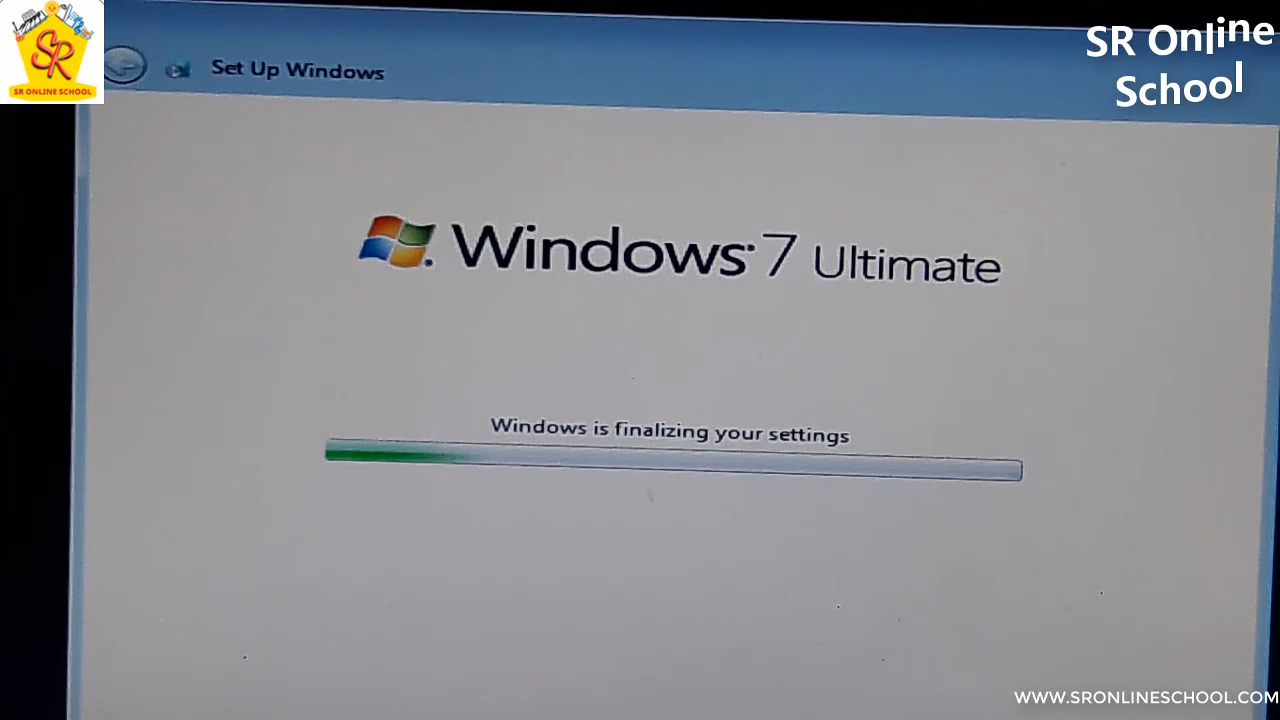 SR
SR ONLINE SCHOOL
SR Online
School
Set Up Windows
Windows 7 Ultimate
Windows is finalizing your settings
WWW.SRONLINESCHOOL.COM